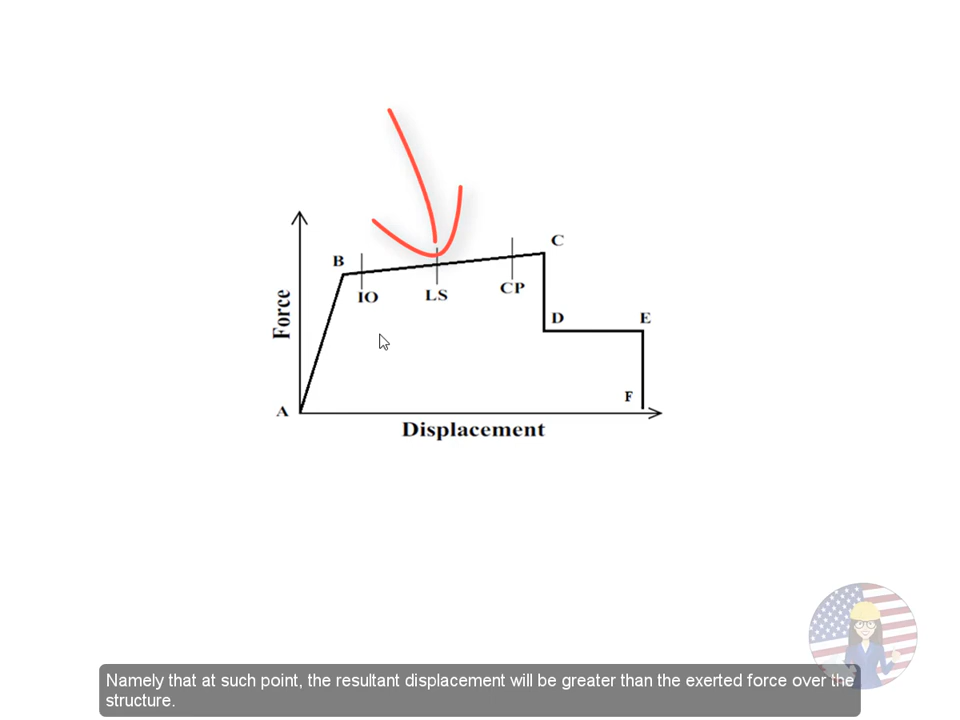 C
B
IO
LS
CP
Force
D
E
F
A
Displacement
Namely that at such point, the resultant displacement will be greater than the exerted force over the
structure.